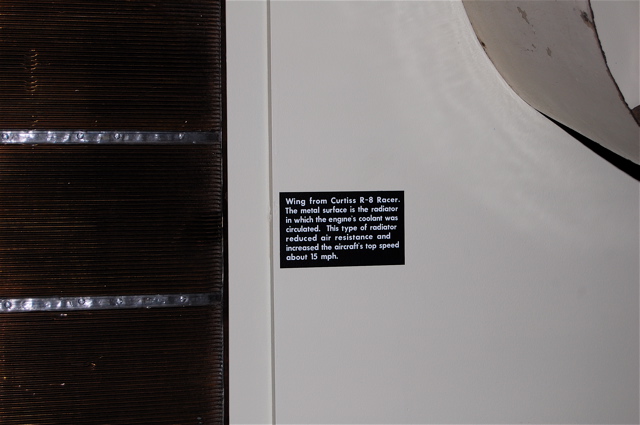 Wing from Curtiss R-8 Racer.
The metal surface is the radiator
in which the engine's coolant was
circulated. This type of radiator
reduced air resistance and
increased the aircraft's top speed
about 15 mph.